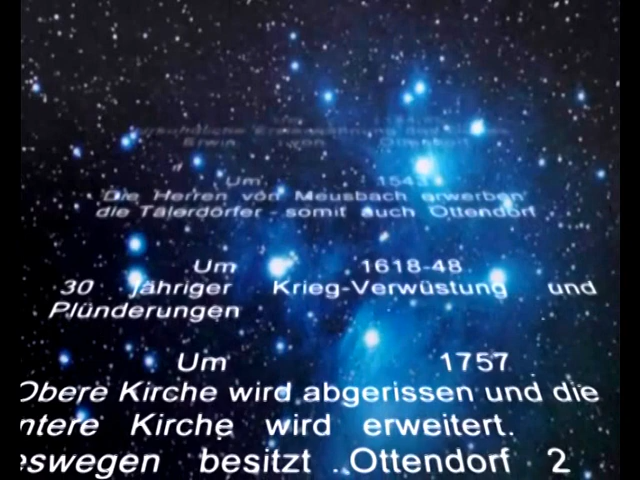 Um 1543
Die Herren von Meusbach erwerben
die Tälerdörfer - somit auch Ottendorf
Um 1618-48
30 jähriger Krieg-Verwüstung und
Plünderungen
Um 1757
Obere Kirche wird abgerissen und die
ntere Kirche wird erweitert.
eswegen besitzt Ottendorf 2